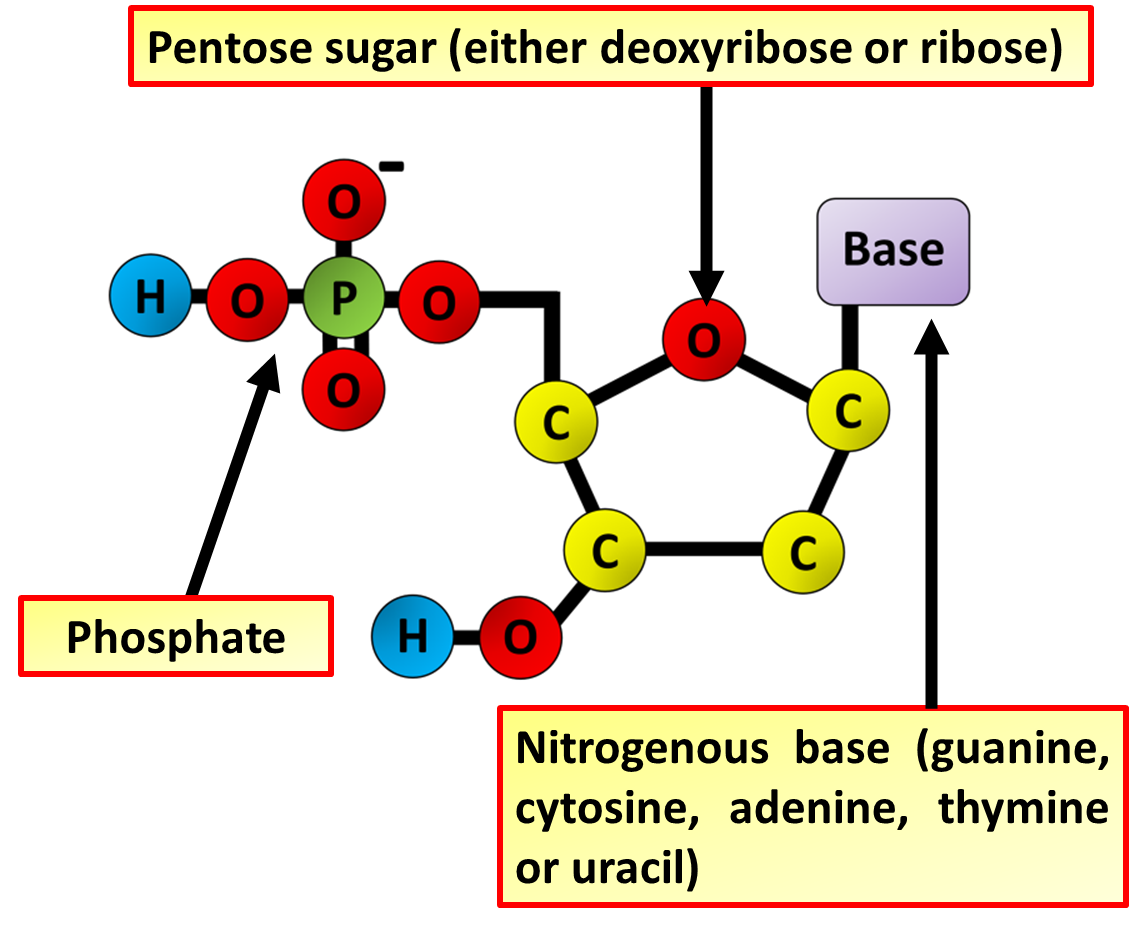 Pentose sugar (either deoxyribose or ribose)
O -
Base
H O P O
O
O
C
C
C
C
H O
Phosphate
Nitrogenous base (guanine,
cytosine, adenine, thymine
or uracil)